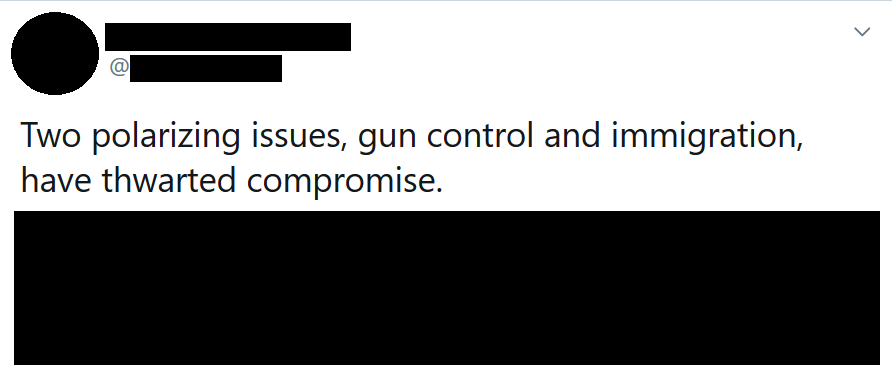 @
Two polarizing issues, gun control and immigration,
have thwarted compromise.